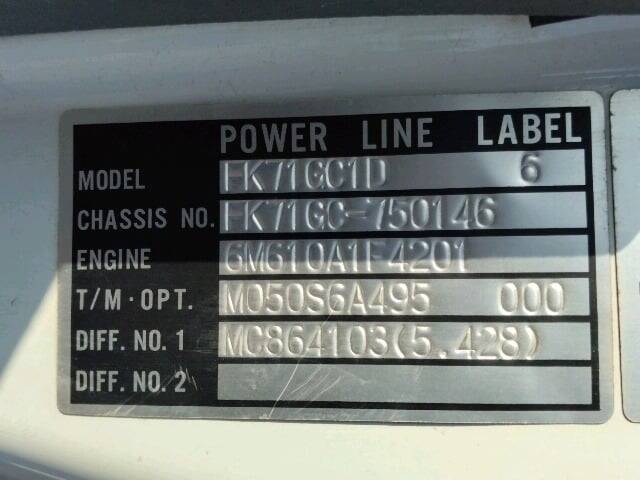 POWER LINE LABEL
MODEL FK71GC1D 6
CHASSIS NO. FK71GC-750146
ENGINE 6M610A1F4201
T/M·OPT. M050S6A495 000
DIFF. NO. 1 MC864103(5.428)
DIFF. NO. 2